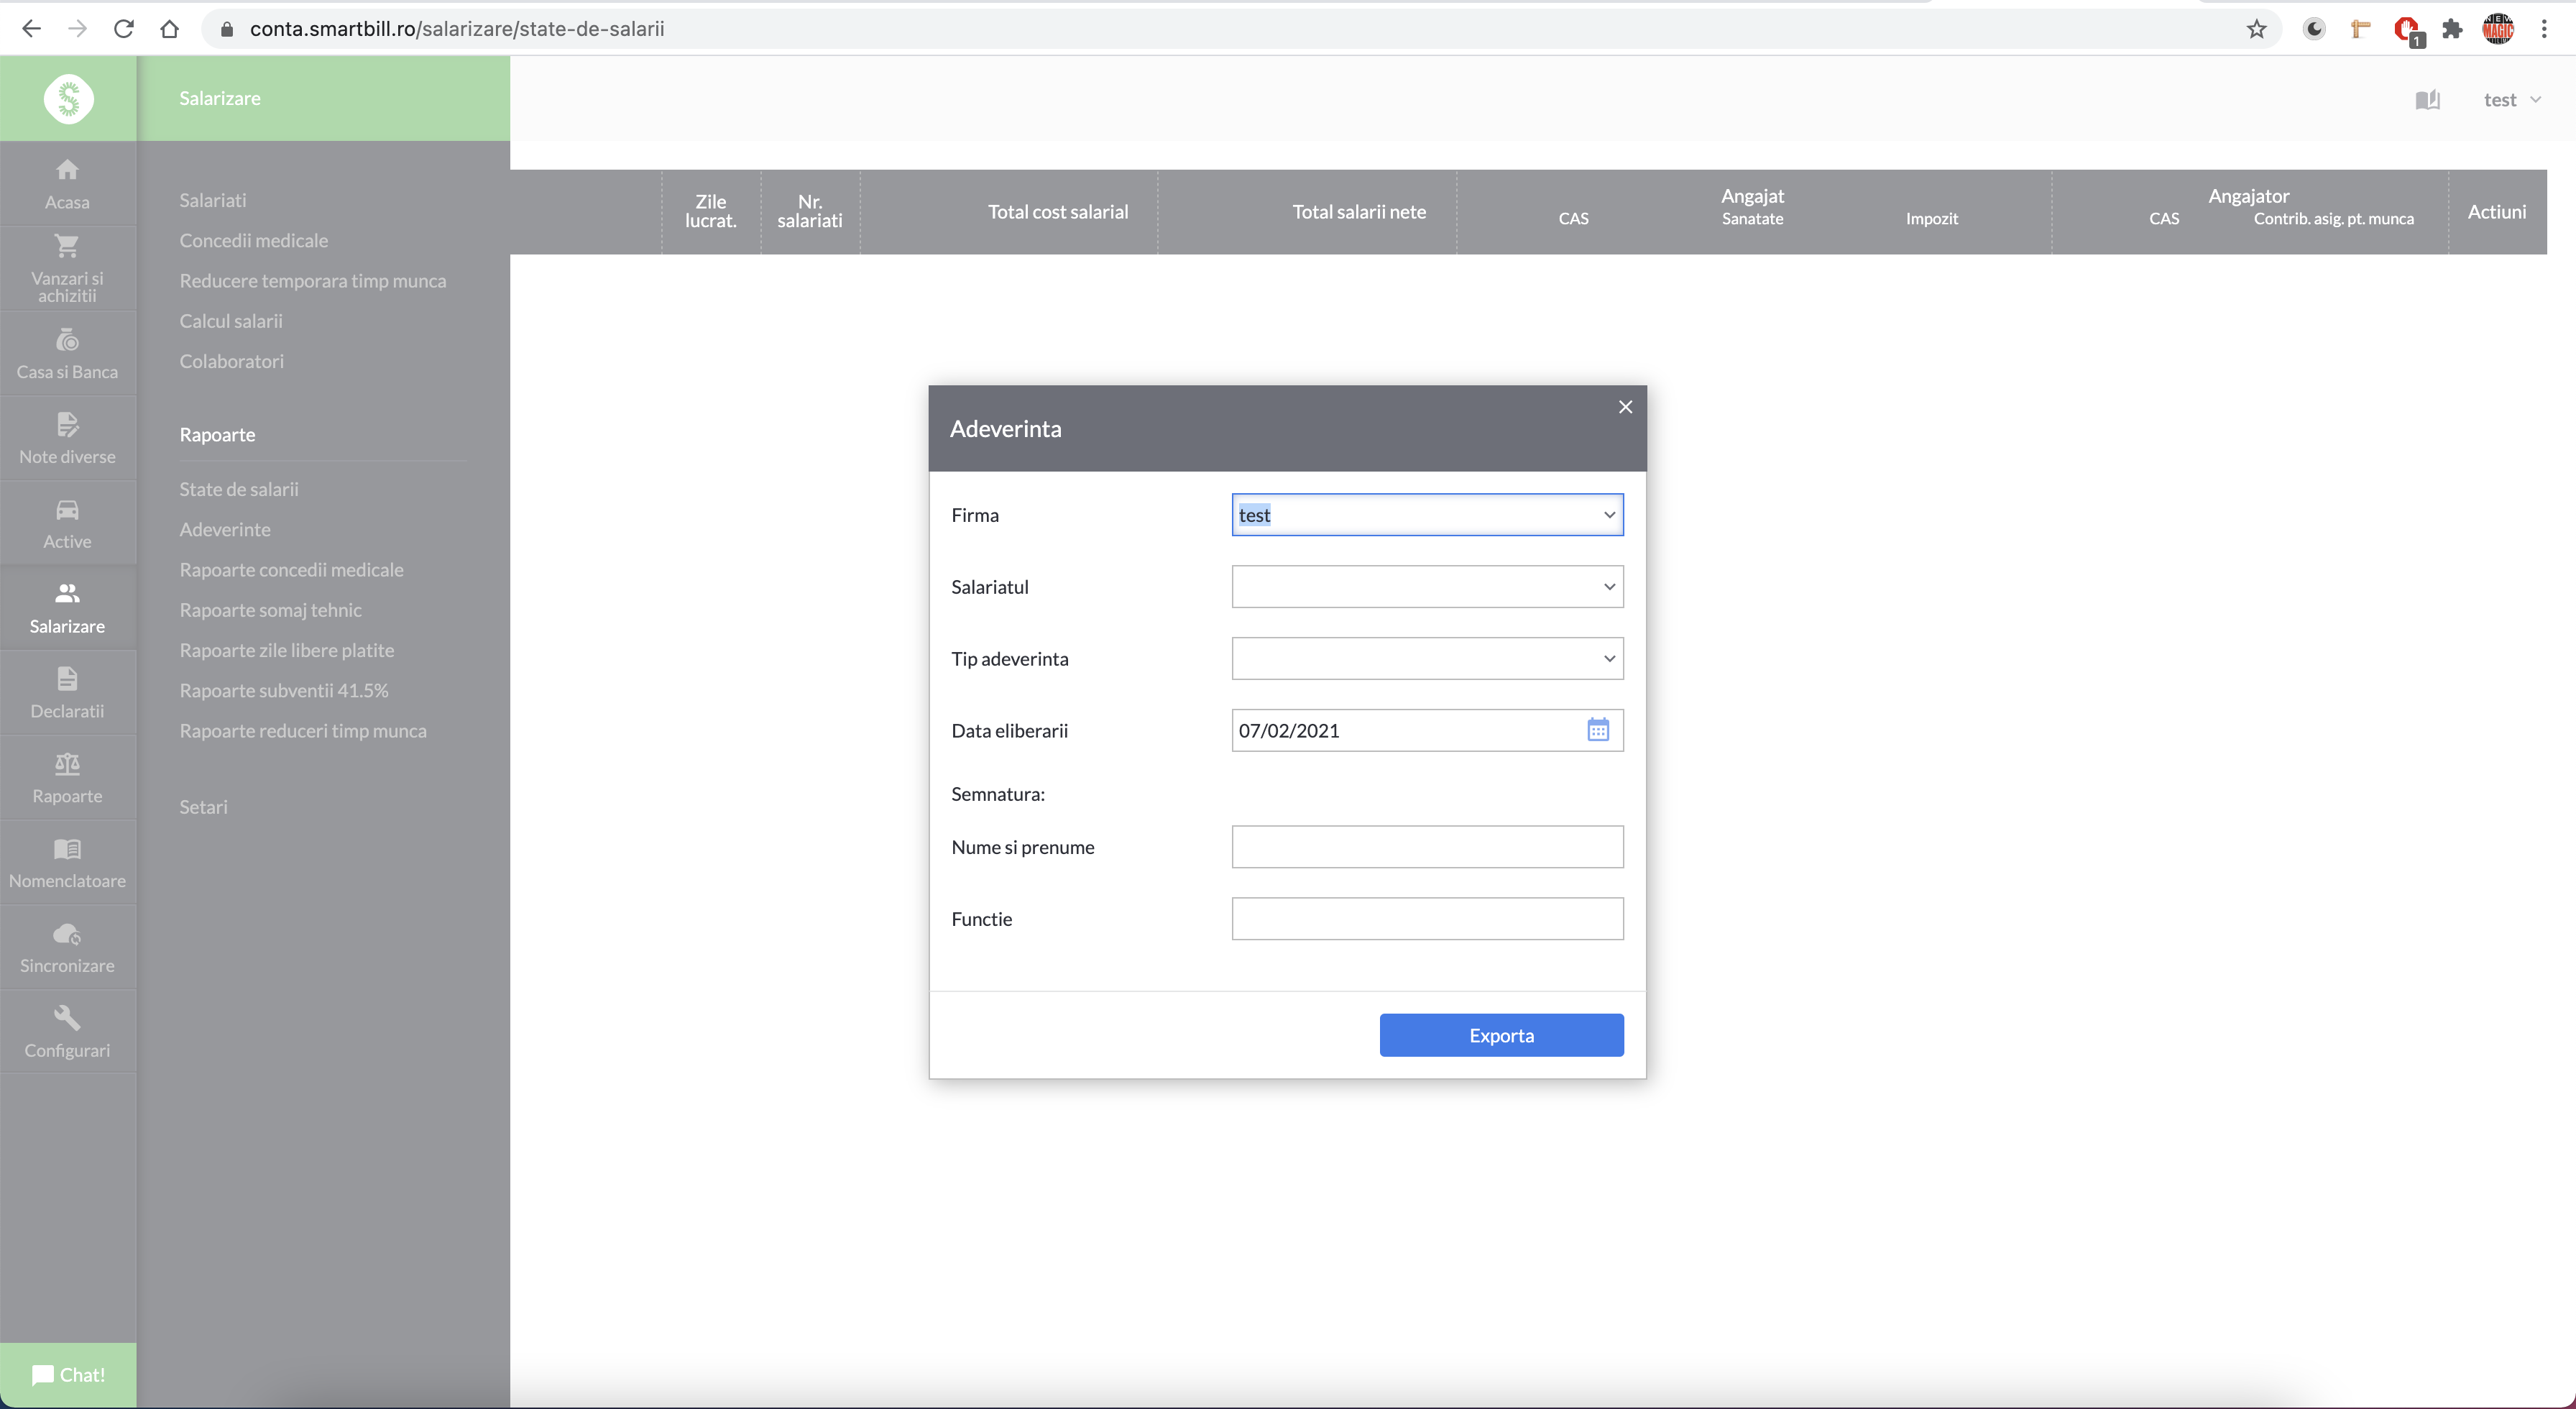 conta.smartbill.ro/salarizare/state-de-salarii
1
NEW
MAGIC
S
Salarizare
test
Acasa
Vanzari si
achizitii
Casa si Banca
Note diverse
Active
Salarizare
Declaratii
Rapoarte
Nomenclatoare
Sincronizare
Configurari
Chat!
Salariati
Concedii medicale
Reducere temporara timp munca
Calcul salarii
Colaboratori
Rapoarte
State de salarii
Adeverinte
Rapoarte concedii medicale
Rapoarte somaj tehnic
Rapoarte zile libere platite
Rapoarte subventii 41.5%
Rapoarte reduceri timp munca
Setari
Zile
lucrat.
Nr.
salariati
Total cost salarial
Total salarii nete
Angajat
CAS
Sanatate
Impozit
Angajator
CAS
Contrib. asig. pt. munca
Actiuni
Adeverinta
Firma
test
Salariatul
Tip adeverinta
Data eliberarii
07/02/2021
Semnatura:
Nume si prenume
Functie
Exporta